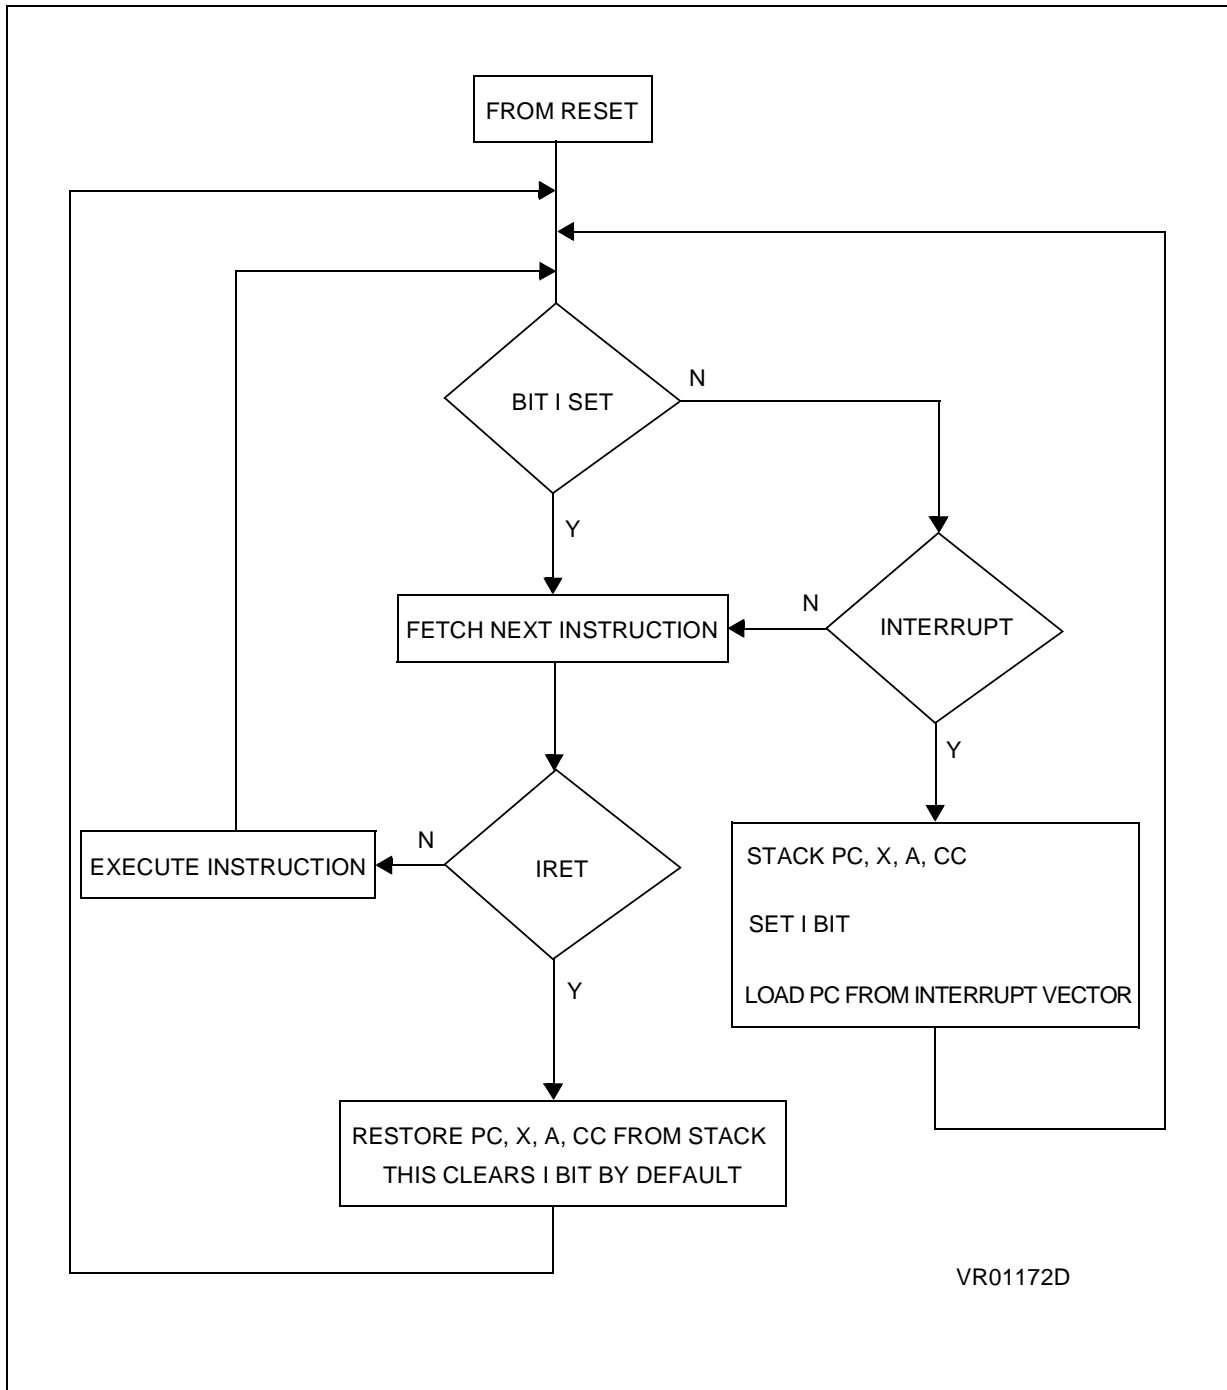 FROM RESET
BIT I SET
N
Y
FETCH NEXT INSTRUCTION
N
INTERRUPT
Y
EXECUTE INSTRUCTION
N
IRET
Y
STACK PC, X, A, CC
SET I BIT
LOAD PC FROM INTERRUPT VECTOR
RESTORE PC, X, A, CC FROM STACK
THIS CLEARS I BIT BY DEFAULT
VR01172D